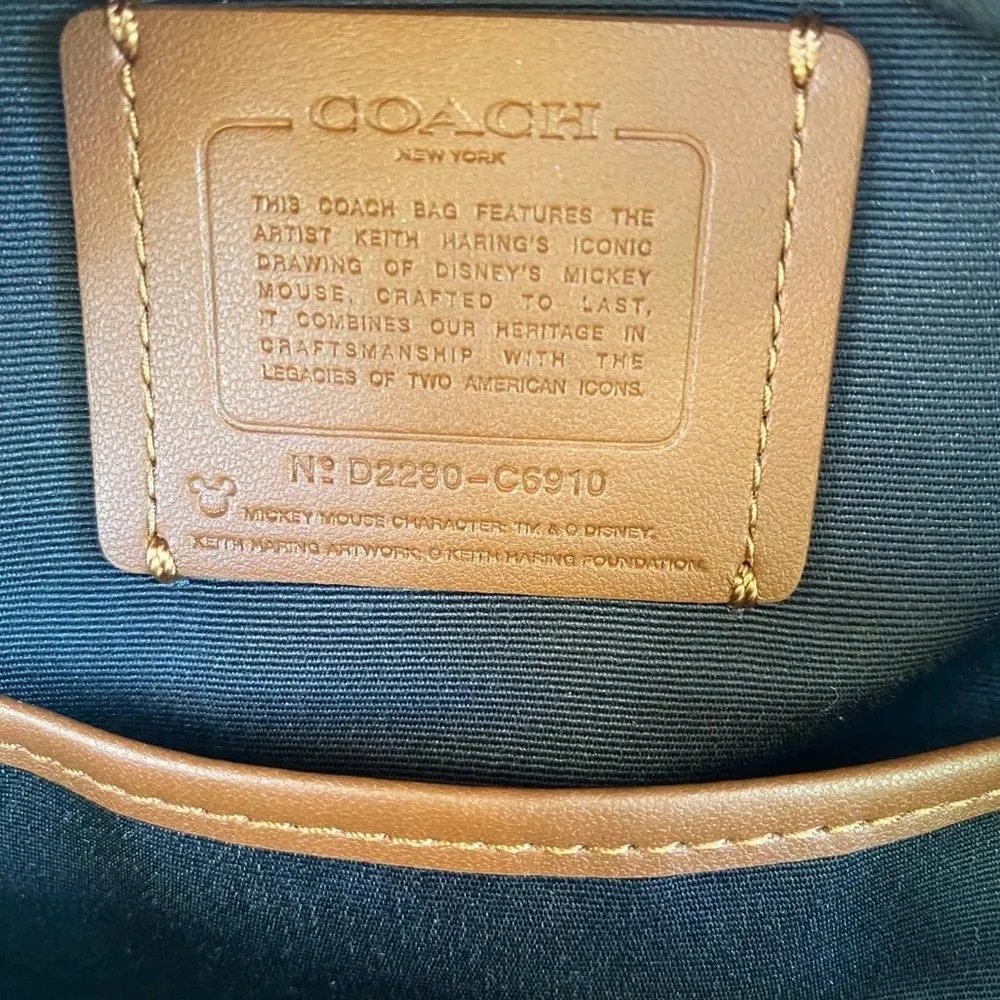 COACH
NEW YORK
THIS COACH BAG FEATURES THE
ARTIST KEITH HARING'S ICONIC
DRAWING OF DISNEY'S MICKEY
MOUSE. CRAFTED TO LAST,
IT COMBINES OUR HERITAGE IN
CRAFTSMANSHIP WITH THE
LEGACIES OF TWO AMERICAN ICONS.
Nº D2280-C6910
MICKEY MOUSE CHARACTER: TM & © DISNEY.
KEITH HARING ARTWORK, © KEITH HARING FOUNDATION.